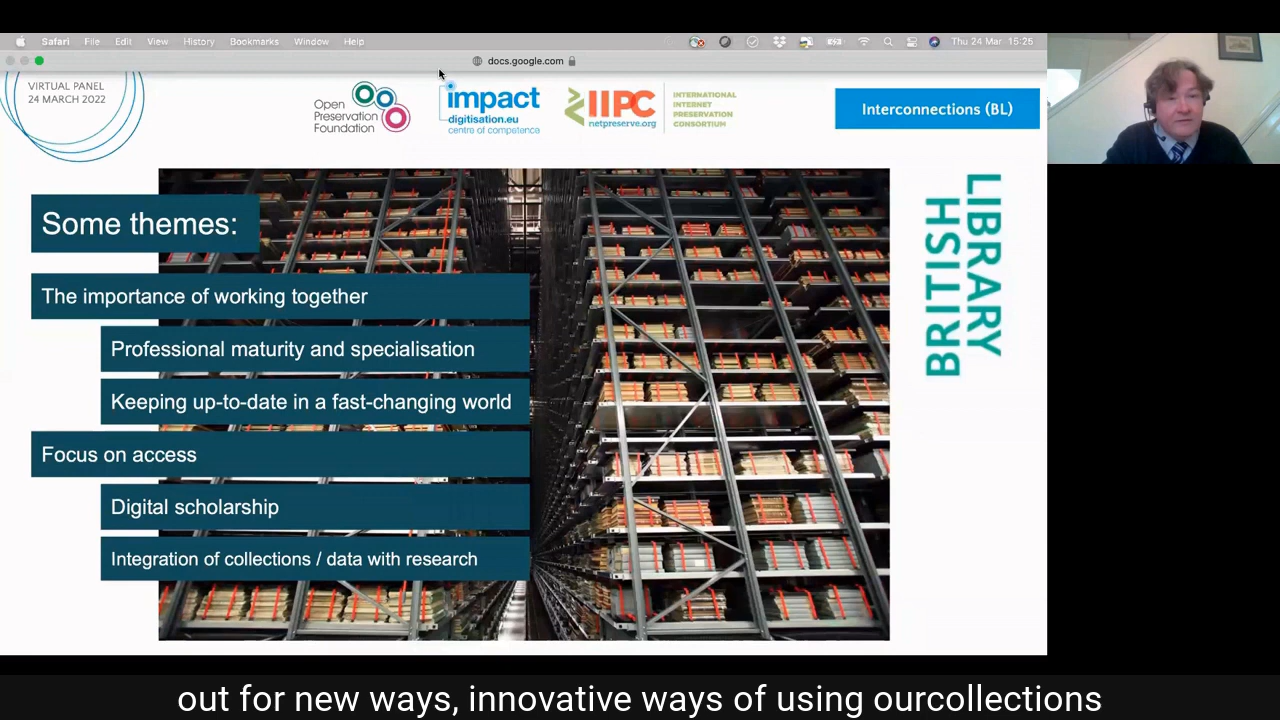 Safari File Edit View History Bookmarks Window Help Thu 24 Mar 15:25
docs.google.com
VIRTUAL PANEL
24 MARCH 2022
Open
Preservation
Foundation
impact
digitisation.eu
centre of competence
IIPC
netpreserve.org
INTERNATIONAL
INTERNET
PRESERVATION
CONSORTIUM
Interconnections (BL)
LIBRARY
BRITISH
Some themes:
The importance of working together
Professional maturity and specialisation
Keeping up-to-date in a fast-changing world
Focus on access
Digital scholarship
Integration of collections / data with research
out for new ways, innovative ways of using ourcollections